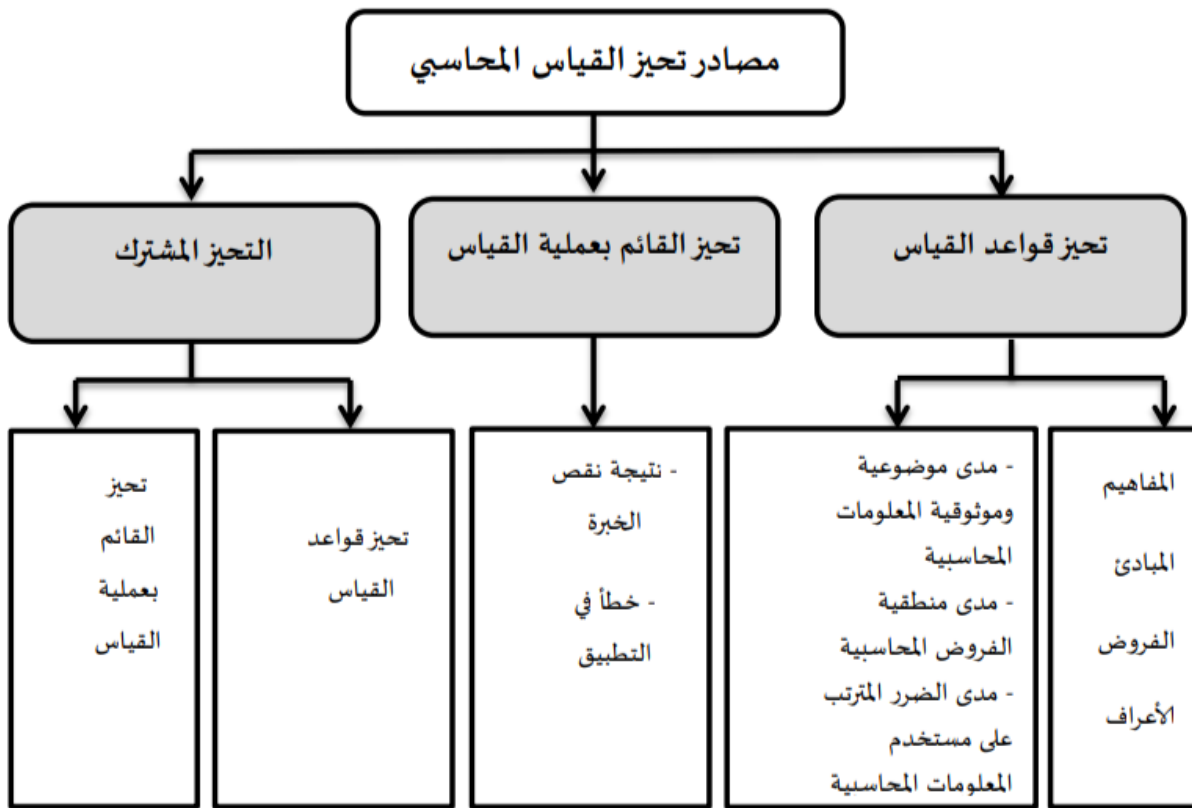 مصادر تحيز القياس المحاسبي
تحيز قواعد القياس
تحيز القائم بعملية القياس
التحيز المشترك
المفاهيم
المبادئ
الفروض
الأعراف
- مدى موضوعية
وموثوقية المعلومات
المحاسبية
- مدى منطقية
الفروض المحاسبية
- مدى الضرر المترتب
على مستخدم
المعلومات المحاسبية
- نتيجة نقص
الخبرة
- خطأ في
التطبيق
تحيز قواعد
القياس
تحيز
القائم
بعملية
القياس